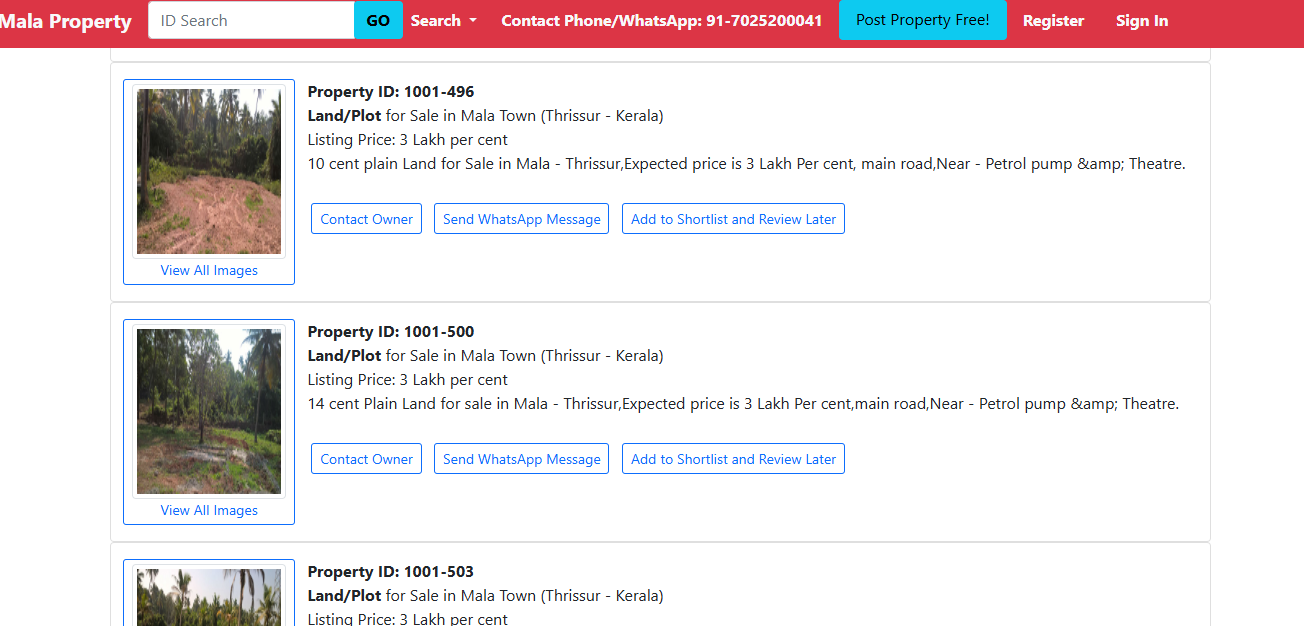 Mala Property
ID Search
GO
Search
Contact Phone/WhatsApp: 91-7025200041
Post Property Free!
Register
Sign In
Property ID: 1001-496
Land/Plot for Sale in Mala Town (Thrissur - Kerala)
Listing Price: 3 Lakh per cent
10 cent plain Land for Sale in Mala - Thrissur,Expected price is 3 Lakh Per cent, main road,Near - Petrol pump &amp; Theatre.
Contact Owner
Send WhatsApp Message
Add to Shortlist and Review Later
View All Images
Property ID: 1001-500
Land/Plot for Sale in Mala Town (Thrissur - Kerala)
Listing Price: 3 Lakh per cent
14 cent Plain Land for sale in Mala - Thrissur,Expected price is 3 Lakh Per cent,main road,Near - Petrol pump &amp; Theatre.
Contact Owner
Send WhatsApp Message
Add to Shortlist and Review Later
View All Images
Property ID: 1001-503
Land/Plot for Sale in Mala Town (Thrissur - Kerala)
Listing Price: 3 Lakh per cent